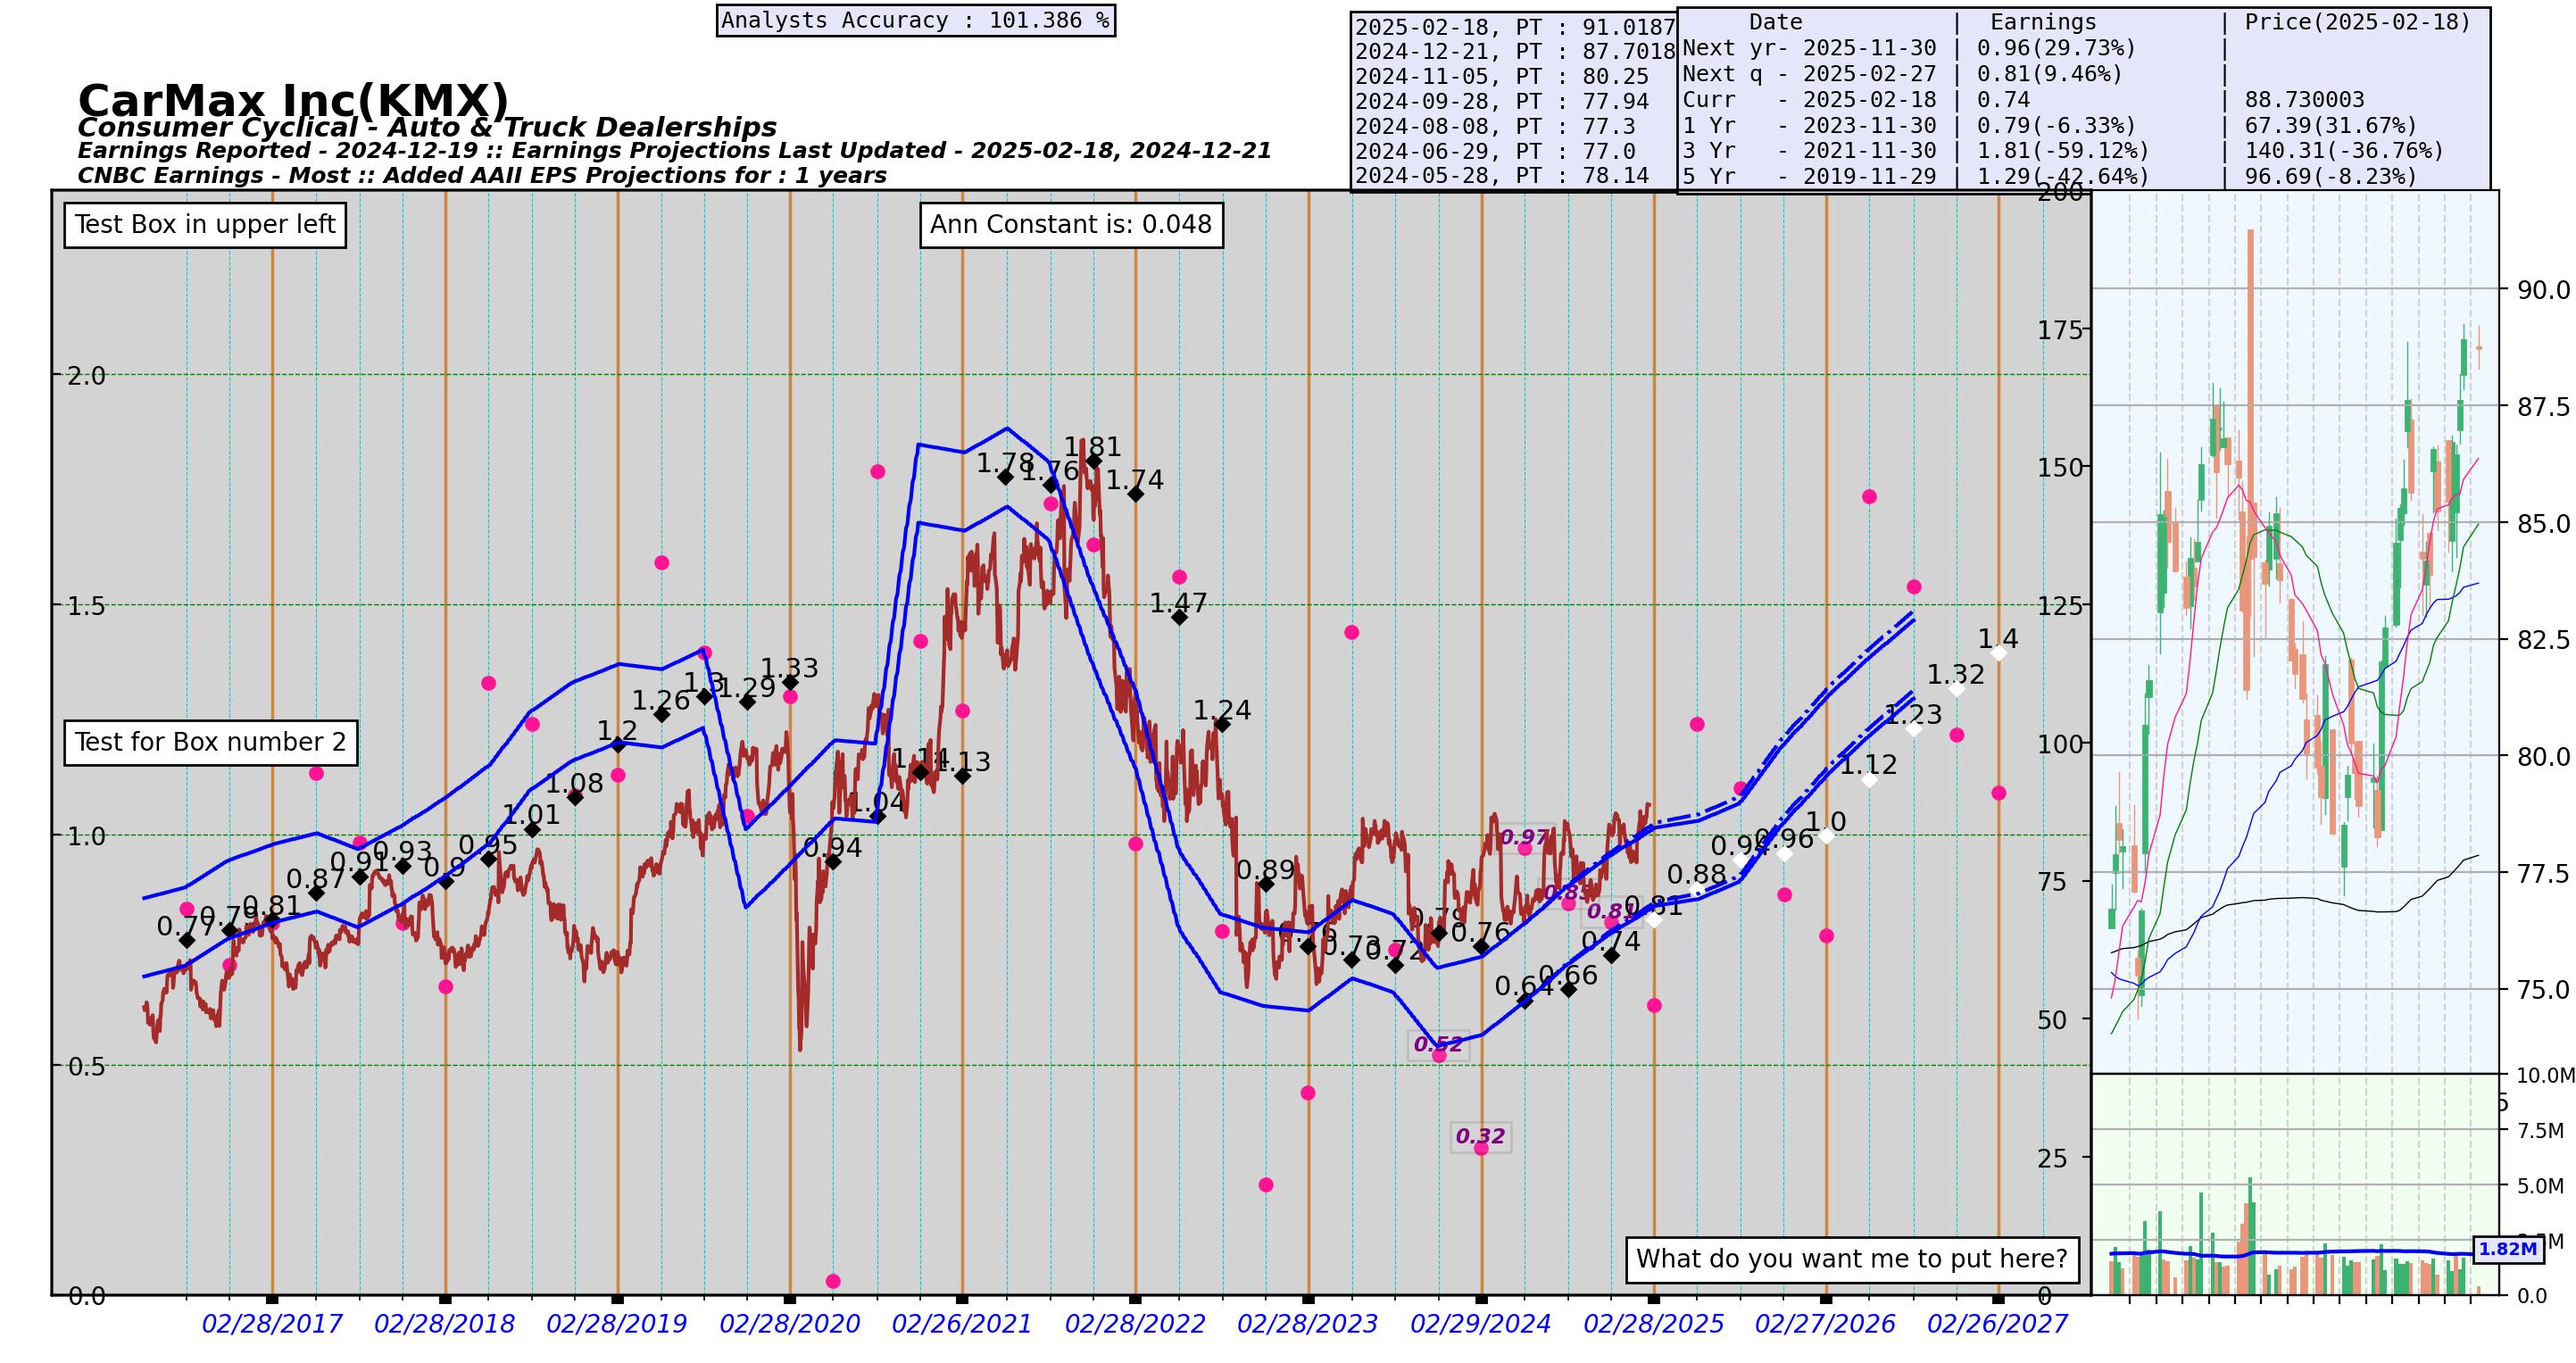 Analysts Accuracy : 101.386 %
2025-02-18, PT : 91.0187
2024-12-21, PT : 87.7018
2024-11-05, PT : 80.25
2024-09-28, PT : 77.94
2024-08-08, PT : 77.3
2024-06-29, PT : 77.0
2024-05-28, PT : 78.14
Date | Earnings | Price(2025-02-18)
Next yr- 2025-11-30 | 0.96(29.73%) |
Next q - 2025-02-27 | 0.81(9.46%) |
Curr - 2025-02-18 | 0.74 | 88.730003
1 Yr - 2023-11-30 | 0.79(-6.33%) | 67.39(31.67%)
3 Yr - 2021-11-30 | 1.81(-59.12%) | 140.31(-36.76%)
5 Yr - 2019-11-29 | 1.29(-42.64%) | 96.69(-8.23%)
CarMax Inc(KMX)
Consumer Cyclical - Auto & Truck Dealerships
Earnings Reported - 2024-12-19 :: Earnings Projections Last Updated - 2025-02-18, 2024-12-21
CNBC Earnings - Most :: Added AAII EPS Projections for : 1 years
Test Box in upper left
Ann Constant is: 0.048
Test for Box number 2
What do you want me to put here?
2.0
1.5
1.0
0.5
0.0
200
175
150
125
100
75
50
25
0
90.0
87.5
85.0
82.5
80.0
77.5
75.0
10.0M
7.5M
5.0M
0.0
1.82M
0.77
0.79
0.81
0.87
0.91
0.93
0.9
0.95
1.01
1.08
1.2
1.26
1.3
1.29
1.33
0.94
1.04
1.14
1.13
1.78
1.76
1.81
1.74
1.47
1.24
0.89
0.76
0.73
0.72
0.79
0.76
0.64
0.66
0.74
0.81
0.88
0.94
0.96
1.0
1.12
1.23
1.32
1.4
0.52
0.32
0.97
0.81
02/28/2017
02/28/2018
02/28/2019
02/28/2020
02/26/2021
02/28/2022
02/28/2023
02/29/2024
02/28/2025
02/27/2026
02/26/2027